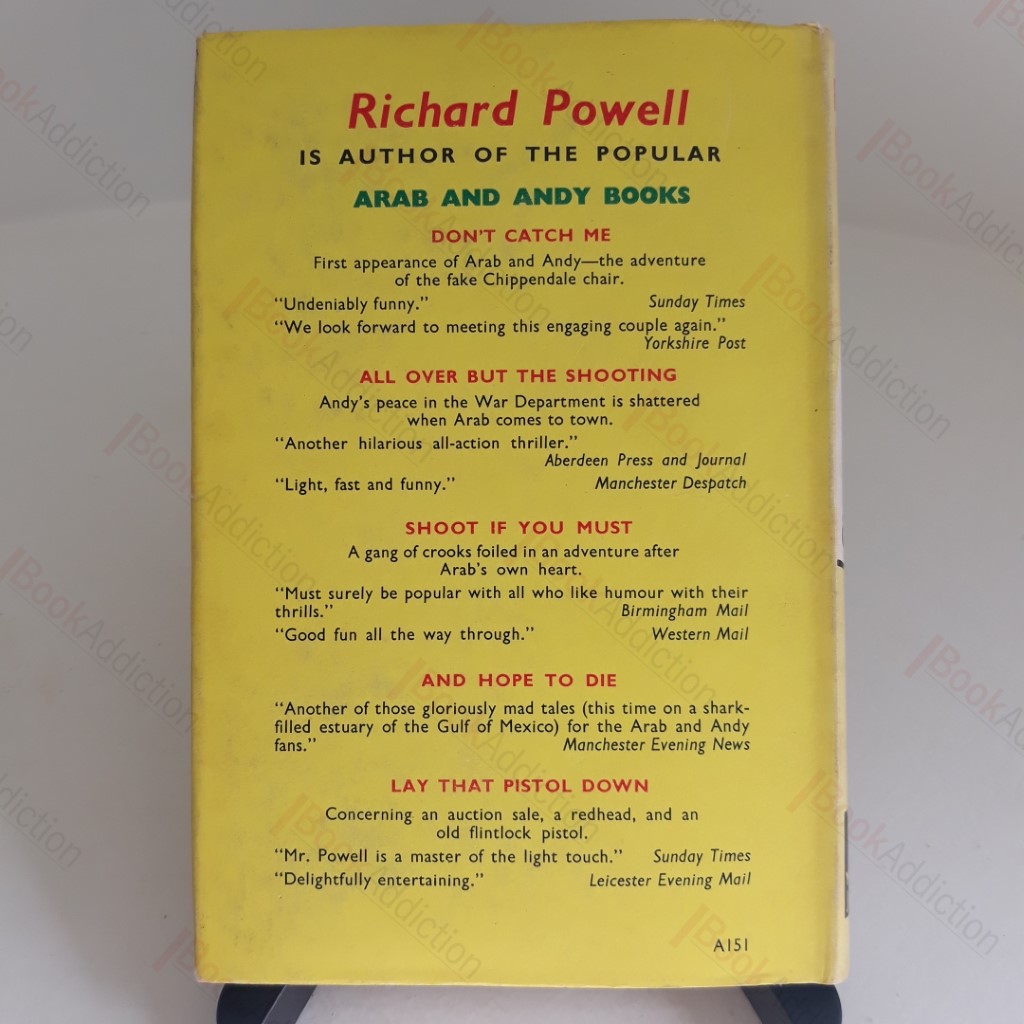 Richard Powell
IS AUTHOR OF THE POPULAR
ARAB AND ANDY BOOKS
DON'T CATCH ME
First appearance of Arab and Andy—the adventure
of the fake Chippendale chair.
"Undeniably funny." Sunday Times
"We look forward to meeting this engaging couple again."
Yorkshire Post
ALL OVER BUT THE SHOOTING
Andy's peace in the War Department is shattered
when Arab comes to town.
"Another hilarious all-action thriller."
Aberdeen Press and Journal
"Light, fast and funny." Manchester Despatch
SHOOT IF YOU MUST
A gang of crooks foiled in an adventure after
Arab's own heart.
"Must surely be popular with all who like humour with their
thrills." Birmingham Mail
"Good fun all the way through." Western Mail
AND HOPE TO DIE
"Another of those gloriously mad tales (this time on a shark-
filled estuary of the Gulf of Mexico) for the Arab and Andy
fans." Manchester Evening News
LAY THAT PISTOL DOWN
Concerning an auction sale, a redhead, and an
old flintlock pistol.
"Mr. Powell is a master of the light touch." Sunday Times
"Delightfully entertaining." Leicester Evening Mail
A151
BookAddiction